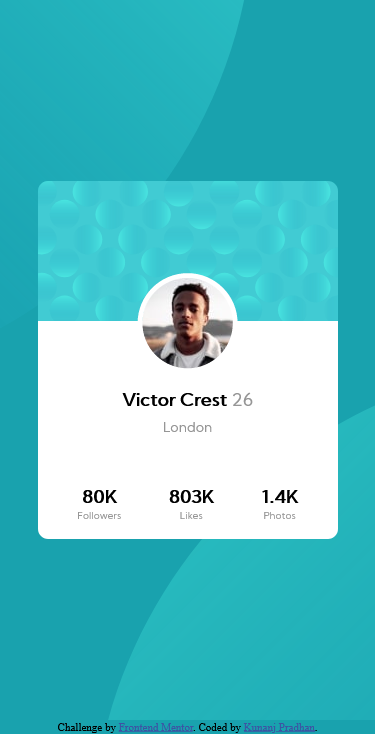 Victor Crest 26
London
80K 803K 1.4K
Followers Likes Photos
Challenge by Frontend Mentor. Coded by Kunanj Pradhan.